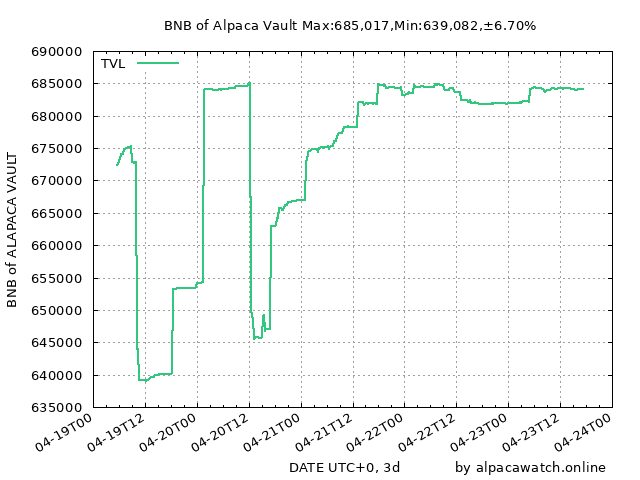 BNB of Alpaca Vault Max:685,017,Min:639,082,±6.70%
TVL
BNB of ALAPACA VAULT
690000
685000
680000
675000
670000
665000
660000
655000
650000
645000
640000
635000
04-19T00
04-19T12
04-20T00
04-20T12
04-21T00
04-21T12
04-22T00
04-22T12
04-23T00
04-23T12
04-24T00
DATE UTC+0, 3d
by alpacawatch.online